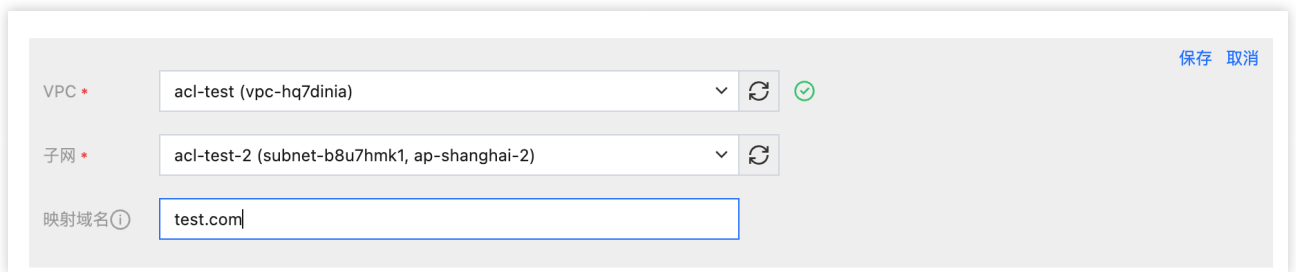 保存 取消
VPC * acl-test (vpc-hq7dinia)
子网 * acl-test-2 (subnet-b8u7hmk1, ap-shanghai-2)
映射域名 test.com